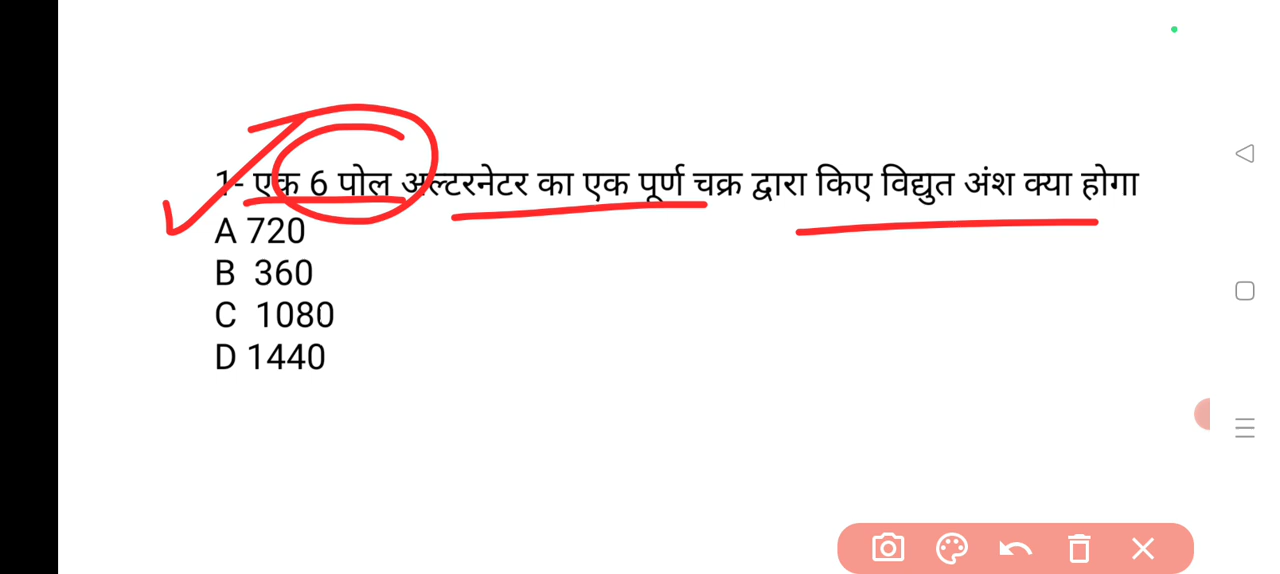 1- एक 6 पोल अल्टरनेटर का एक पूर्ण चक्र द्वारा किए विद्युत अंश क्या होगा
A 720
B 360
C 1080
D 1440